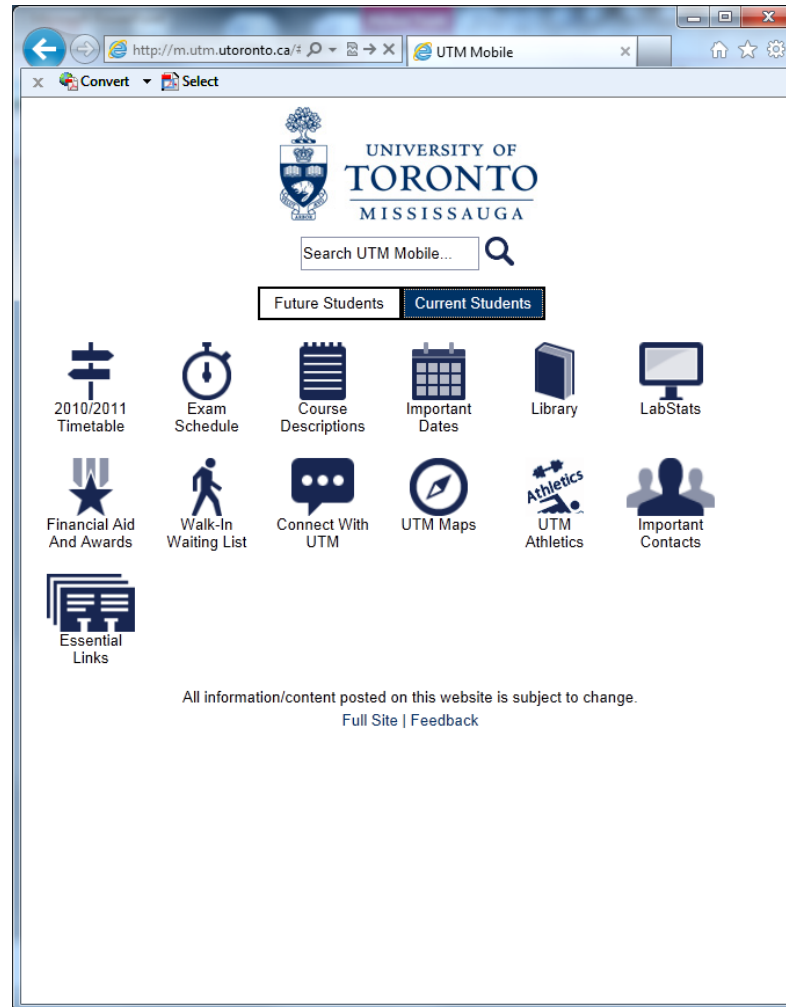 http://m.utm.utoronto.ca/#
UTM Mobile
Convert
Select
UNIVERSITY OF
TORONTO
MISSISSAUGA
Search UTM Mobile...
Future Students
Current Students
2010/2011
Timetable
Exam
Schedule
Course
Descriptions
Important
Dates
Library
LabStats
Financial Aid
And Awards
Walk-In
Waiting List
Connect With
UTM
UTM Maps
Athletics
UTM
Athletics
Important
Contacts
Essential
Links
All information/content posted on this website is subject to change.
Full Site | Feedback